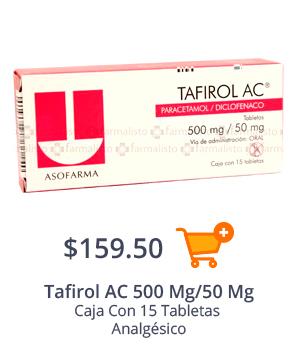 TAFIROL AC®
PARACETAMOL / DICLOFENACO
Tabletas
500 mg / 50 mg
Vía de administración: ORAL
Caja con 15 tabletas
ASOFARMA
farmalisto
$159.50
Tafirol AC 500 Mg/50 Mg
Caja Con 15 Tabletas
Analgésico